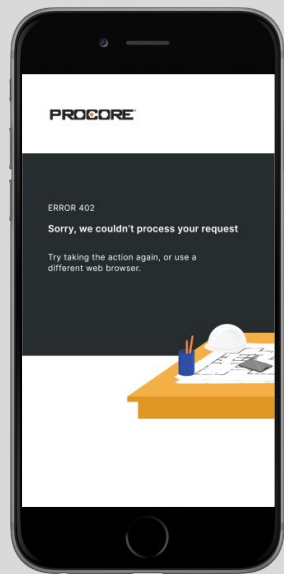 PROCORE
ERROR 402
Sorry, we couldn't process your request
Try taking the action again, or use a
different web browser.